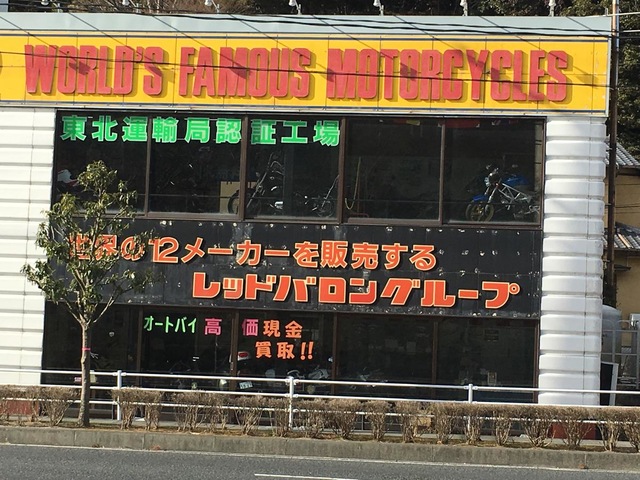 WORLD'S FAMOUS MOTORCYCLES
東北運輸局認証工場
世界の12メーカーを販売する
レッドバロングループ
オートバイ高価現金
買取!!